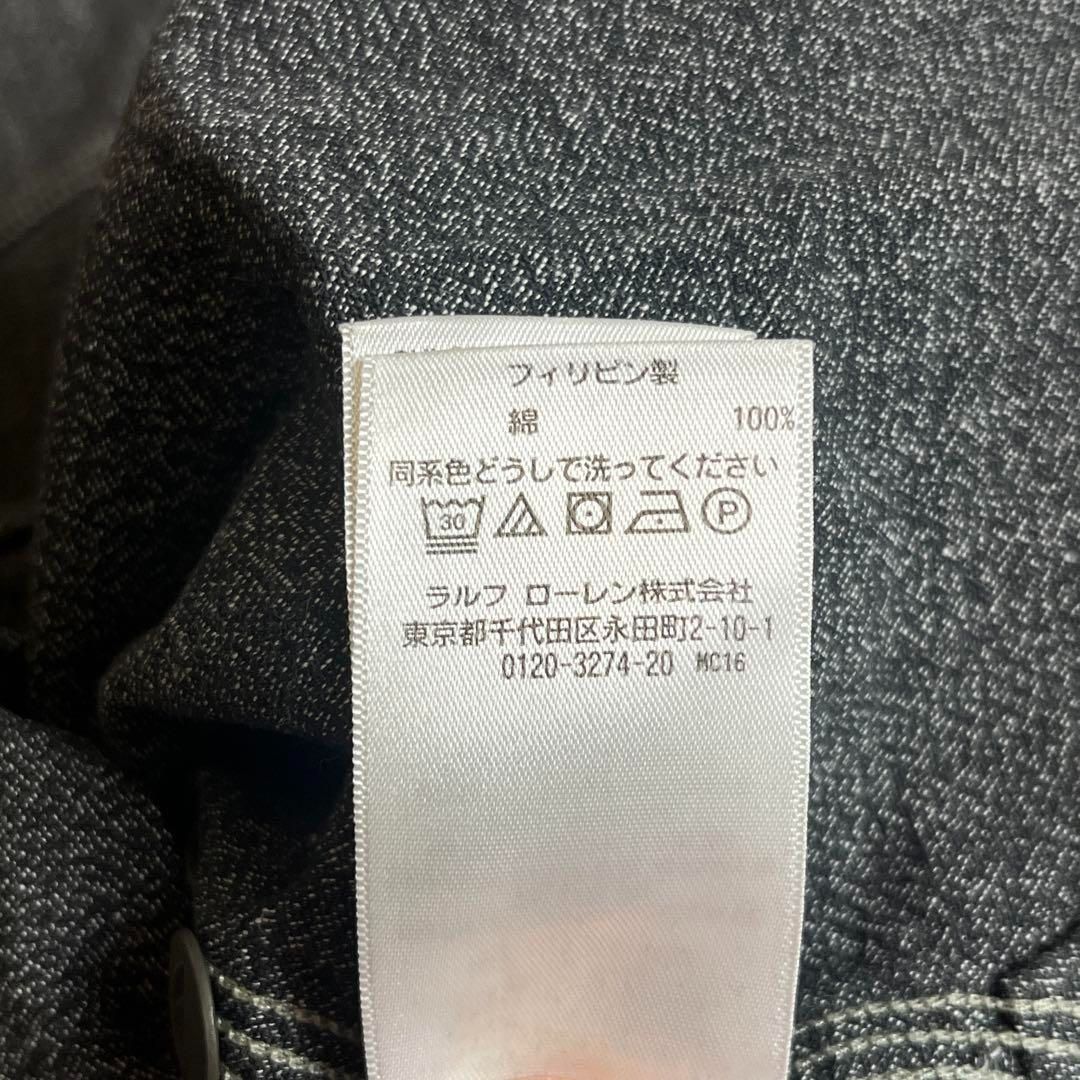 フィリピン製
綿 100%
同系色どうしで洗ってください
30 P
ラルフ ローレン株式会社
東京都千代田区永田町2-10-1
0120-3274-20 MC16